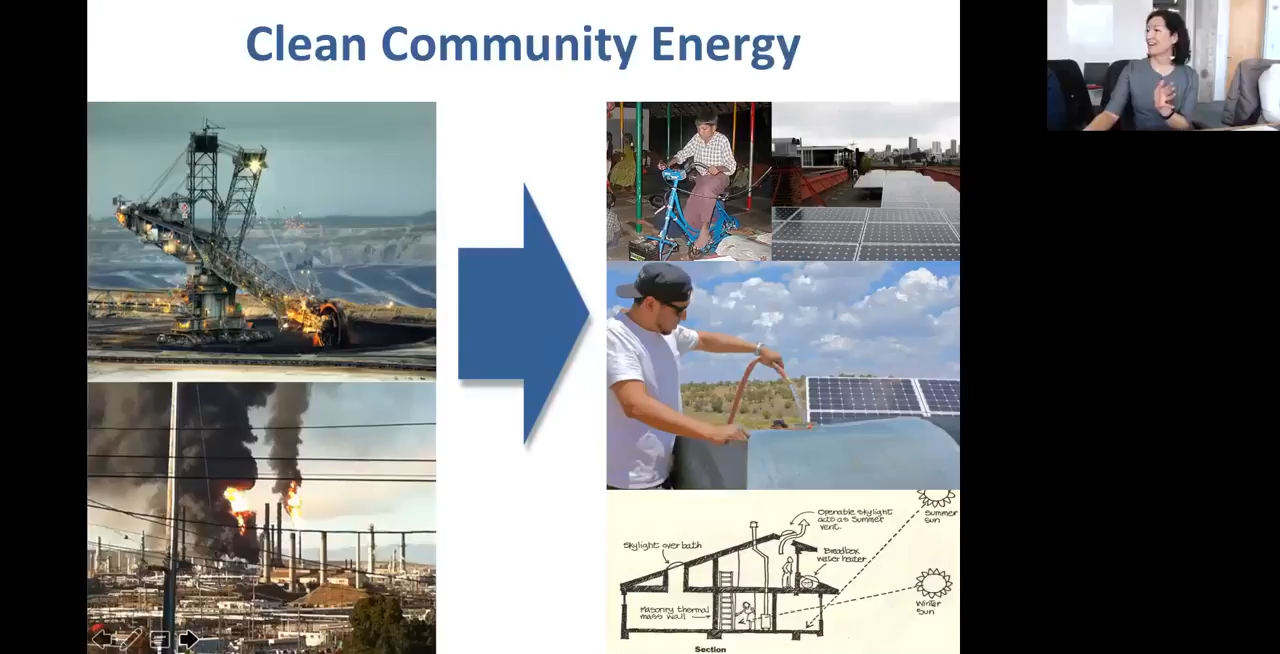 Clean Community Energy
Openable skylight
acts as summer
vent.
Skylight over bath
Breadbox
water heater
Summer
sun
Masonry thermal
mass wall
Winter
sun
Section